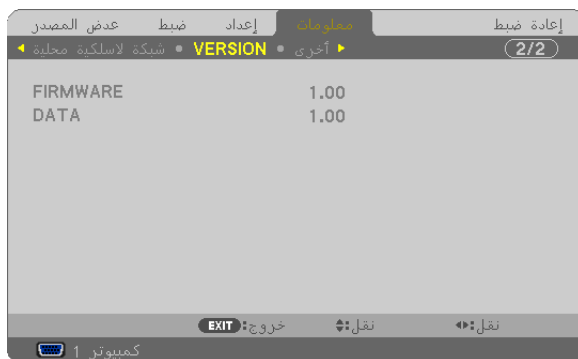 عرض المصدر ضبط إعداد معلومات إعادة ضبط
◀ شبكة لاسلكية محلية ● VERSION ● أخرى ▶ 2/2
FIRMWARE 1.00
DATA 1.00
EXIT :خروج نقل: نقل:
كمبيوتر 1